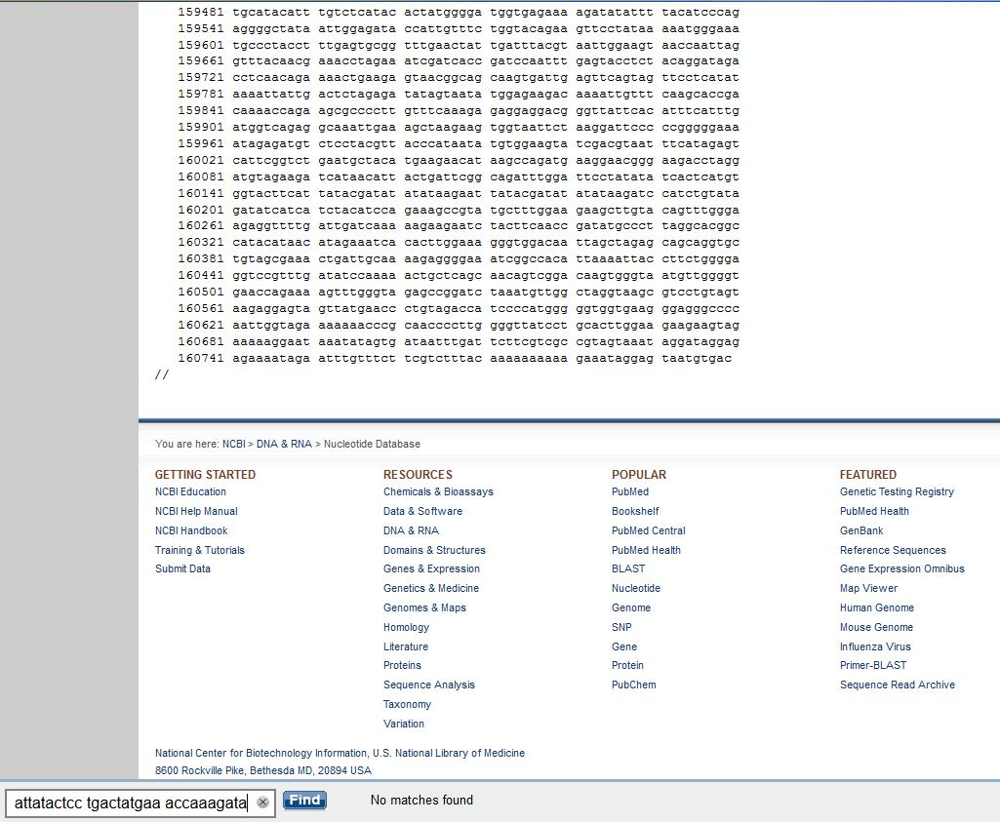 159481 tgcatacatt tgtctcatac actatgggga tggtgagaaa agatatattt tacatcccag
159541 aggggctata attggagata ccattgtttc tggtacagaa gttcctataa aaatgggaaa
159601 tgccctacct ttgagtgcgg tttgaactat tgatttacgt aattggaagt aaccaattag
159661 gtttacaacg aaacctagaa atcgatcacc gatccaattt gagtacctct acaggataga
159721 cctcaacaga aaactgaaga gtaacggcag caagtgattg agttcagtag ttcctcatat
159781 aaaattattg actctagaga tatagtaata tggagaagac aaaattgttt caagcaccga
159841 caaaaccaga agcgcccctt gtttcaaaga gaggaggacg ggttattcac atttcatttg
159901 atggtcagag gcaaattgaa agctaagaag tggtaattct aaggattccc ccgggggaaa
159961 atagagatgt ctcctacgtt acccataata tgtggaagta tcgacgtaat ttcatagagt
160021 cattcggtct gaatgctaca tgaagaacat aagccagatg aaggaacggg aagacctagg
160081 atgtagaaga tcataacatt actgattcgg cagatttgga ttcctatata tcactcatgt
160141 ggtacttcat tatacgatat atataagaat tatacgatat atataagatc catctgtata
160201 gatatcatca tctacatcca gaaagccgta tgctttggaa gaagcttgta cagtttggga
160261 agaggttttg attgatcaaa aagaagaatc tacttcaacc gatatgccct taggcacggc
160321 catacataac atagaaatca cacttggaaa gggtggacaa ttagctagag cagcaggtgc
160381 tgtagcgaaa ctgattgcaa aagaggggaa atcggccaca ttaaaattac cttctgggga
160441 ggtccgtttg atatccaaaa actgctcagc aacagtcgga caagtgggta atgttggggt
160501 gaaccagaaa agtttgggta gagccggatc taaatgttgg ctaggtaagc gtcctgtagt
160561 aagaggagta gttatgaacc ctgtagacca tccccatggg ggtggtgaag ggagggcccc
160621 aattggtaga aaaaaacccg caaccccttg gggttatcct gcacttggaa gaagaagtag
160681 aaaaaggaat aaatatagtg ataatttgat tcttcgtcgc cgtagtaaat aggataggag
160741 agaaaataga atttgtttct tcgtctttac aaaaaaaaaa gaaataggag taatgtgac
//
You are here: NCBI > DNA & RNA > Nucleotide Database
GETTING STARTED
NCBI Education
NCBI Help Manual
NCBI Handbook
Training & Tutorials
Submit Data
RESOURCES
Chemicals & Bioassays
Data & Software
DNA & RNA
Domains & Structures
Genes & Expression
Genetics & Medicine
Genomes & Maps
Homology
Literature
Proteins
Sequence Analysis
Taxonomy
Variation
POPULAR
PubMed
Bookshelf
PubMed Central
PubMed Health
BLAST
Nucleotide
Genome
SNP
Gene
Protein
PubChem
FEATURED
Genetic Testing Registry
PubMed Health
GenBank
Reference Sequences
Gene Expression Omnibus
Map Viewer
Human Genome
Mouse Genome
Influenza Virus
Primer-BLAST
Sequence Read Archive
National Center for Biotechnology Information, U.S. National Library of Medicine
8600 Rockville Pike, Bethesda MD, 20894 USA
attatactcc tgactatgaa accaaagata Find No matches found